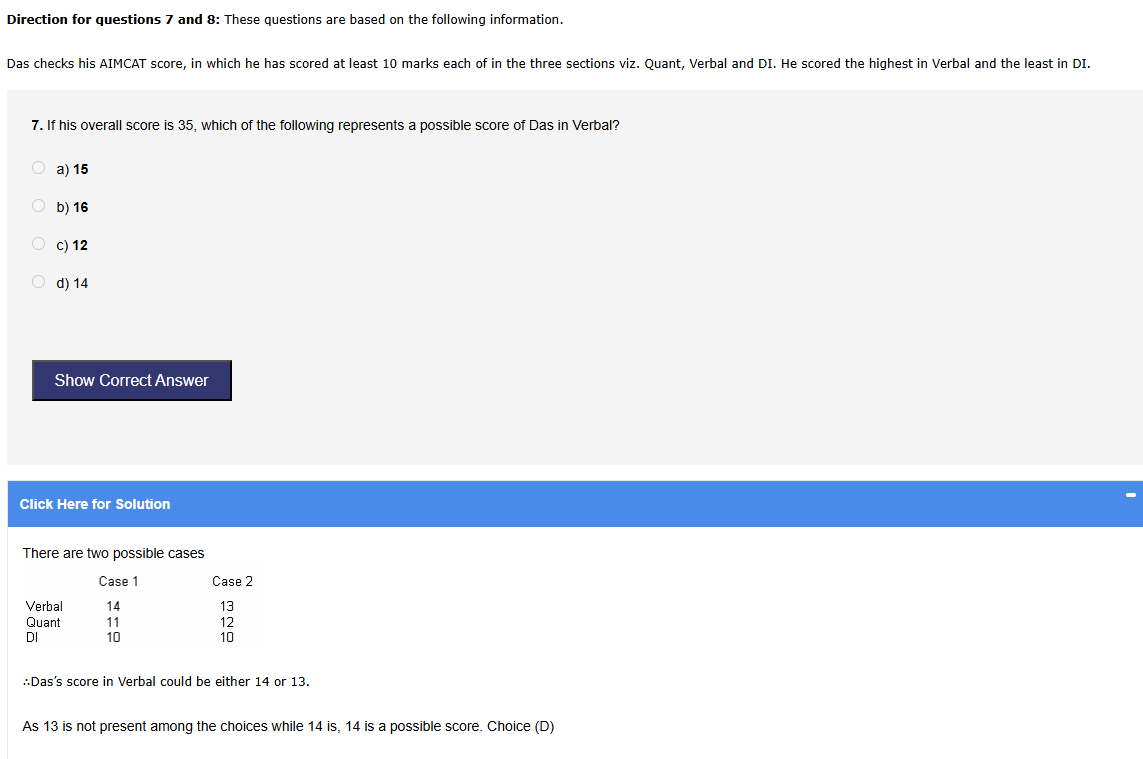 Direction for questions 7 and 8: These questions are based on the following information.
Das checks his AIMCAT score, in which he has scored at least 10 marks each of in the three sections viz. Quant, Verbal and DI. He scored the highest in Verbal and the least in DI.
7. If his overall score is 35, which of the following represents a possible score of Das in Verbal?
a) 15
b) 16
c) 12
d) 14
Show Correct Answer
Click Here for Solution
There are two possible cases
Case 1 Case 2
Verbal 14 13
Quant 11 12
DI 10 10
∴Das’s score in Verbal could be either 14 or 13.
As 13 is not present among the choices while 14 is, 14 is a possible score. Choice (D)